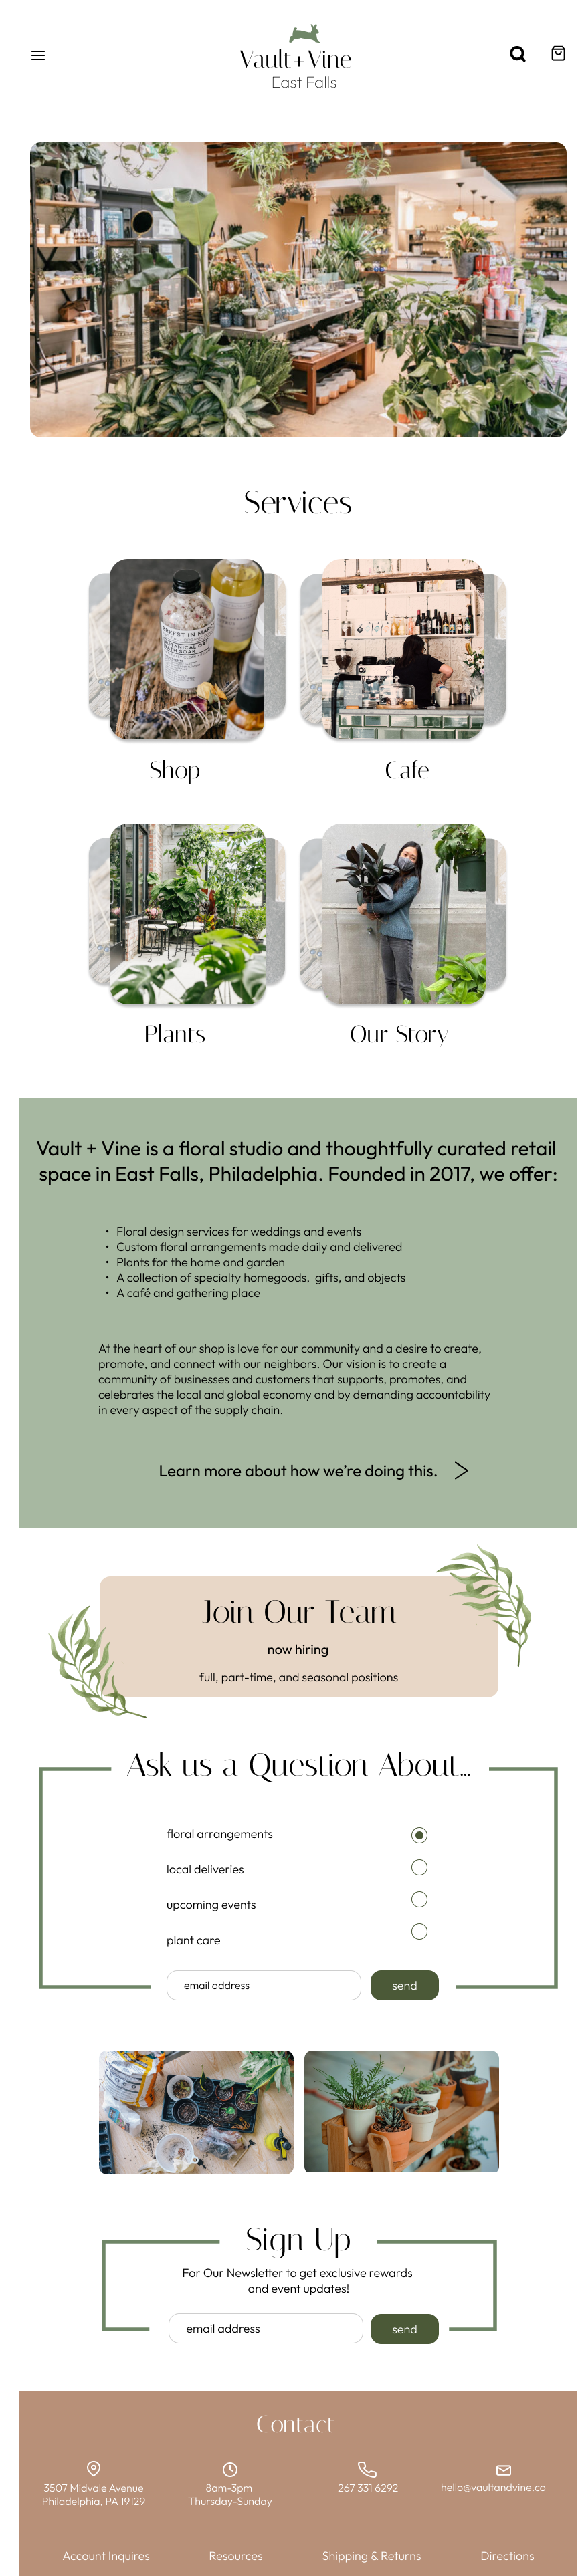 Vault + Vine
East Falls
Services
BOTANICAL OAT
BATH SOAK
Shop
Cafe
Plants
Our Story
Vault + Vine is a floral studio and thoughtfully curated retail
space in East Falls, Philadelphia. Founded in 2017, we offer:
• Floral design services for weddings and events
• Custom floral arrangements made daily and delivered
• Plants for the home and garden
• A collection of specialty homegoods, gifts, and objects
• A café and gathering place
At the heart of our shop is love for our community and a desire to create,
promote, and connect with our neighbors. Our vision is to create a
community of businesses and customers that supports, promotes, and
celebrates the local and global economy and by demanding accountability
in every aspect of the supply chain.
Learn more about how we’re doing this. >
Join Our Team
now hiring
full, part-time, and seasonal positions
Ask us a Question About...
floral arrangements
local deliveries
upcoming events
plant care
email address
send
Sign Up
For Our Newsletter to get exclusive rewards
and event updates!
email address
send
Contact
3507 Midvale Avenue
Philadelphia, PA 19129
8am-3pm
Thursday-Sunday
267 331 6292
hello@vaultandvine.co
Account Inquires
Resources
Shipping & Returns
Directions